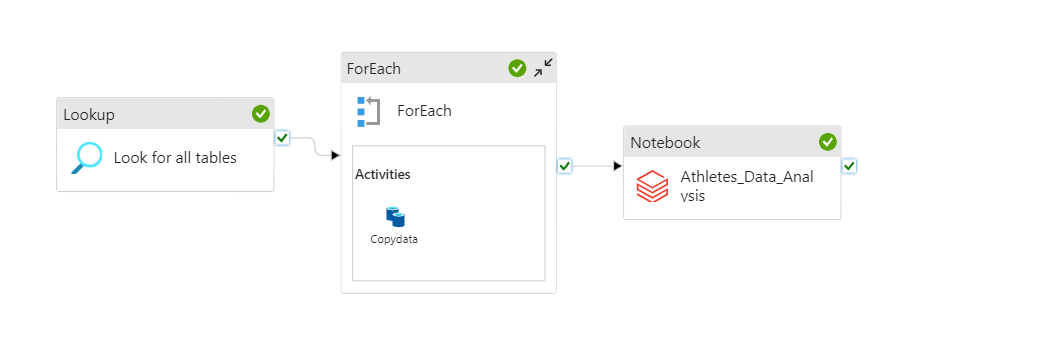 Lookup
Look for all tables
ForEach
ForEach
Activities
Copydata
Notebook
Athletes_Data_Anal
ysis